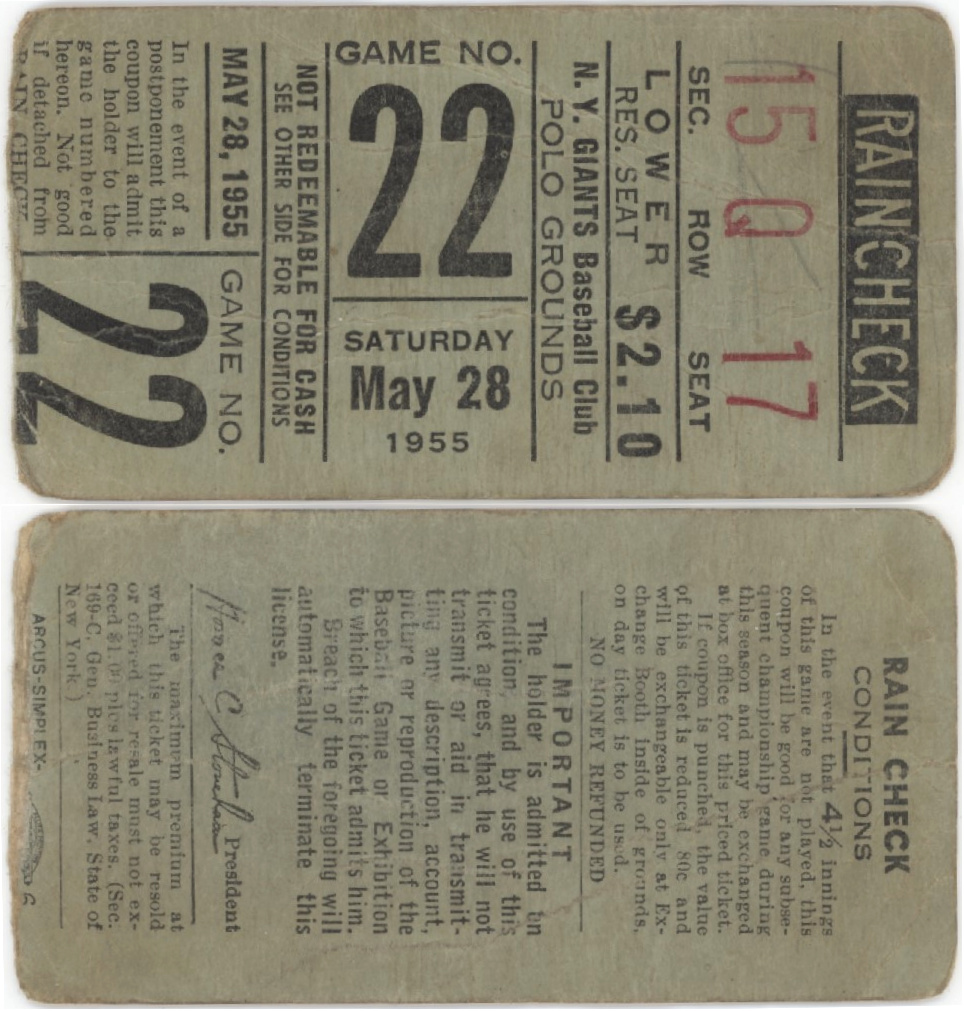 RAIN CHECK
15 Q 17
SEC. ROW SEAT
LOWER $2.10
RES. SEAT
N. Y. GIANTS Baseball Club
POLO GROUNDS
GAME NO.
22
SATURDAY
May 28
1955
NOT REDEEMABLE FOR CASH
SEE OTHER SIDE FOR CONDITIONS
MAY 28, 1955
In the event of a
postponement this
coupon will admit
the holder to the
game numbered
hereon. Not good
if detached from
RAIN CHECK
GAME NO.
22
RAIN CHECK
CONDITIONS
In the event that 4½ innings
of this game are not played, this
coupon will be good for any subse-
quent championship game during
this season and may be exchanged
at box office for this priced ticket.
If coupon is punched, the value
of this ticket is reduced 80c and
will be exchangeable only at Ex-
change Booth inside of grounds,
on day ticket is to be used.
NO MONEY REFUNDED
IMPORTANT
The holder is admitted on
condition, and by use of this
ticket agrees, that he will not
transmit or aid in transmit-
ting any description, account,
picture or reproduction of the
Baseball Game or Exhibition
to which this ticket admits him.
Breach of the foregoing will
automatically terminate this
license.
Horace C Stoneham President
The maximum premium at
which this ticket may be resold
or offered for resale must not ex-
ceed $1.00 plus lawful taxes. (Sec.
169-C, Gen. Business Law, State of
New York)
ARCUS-SIMPLEX-